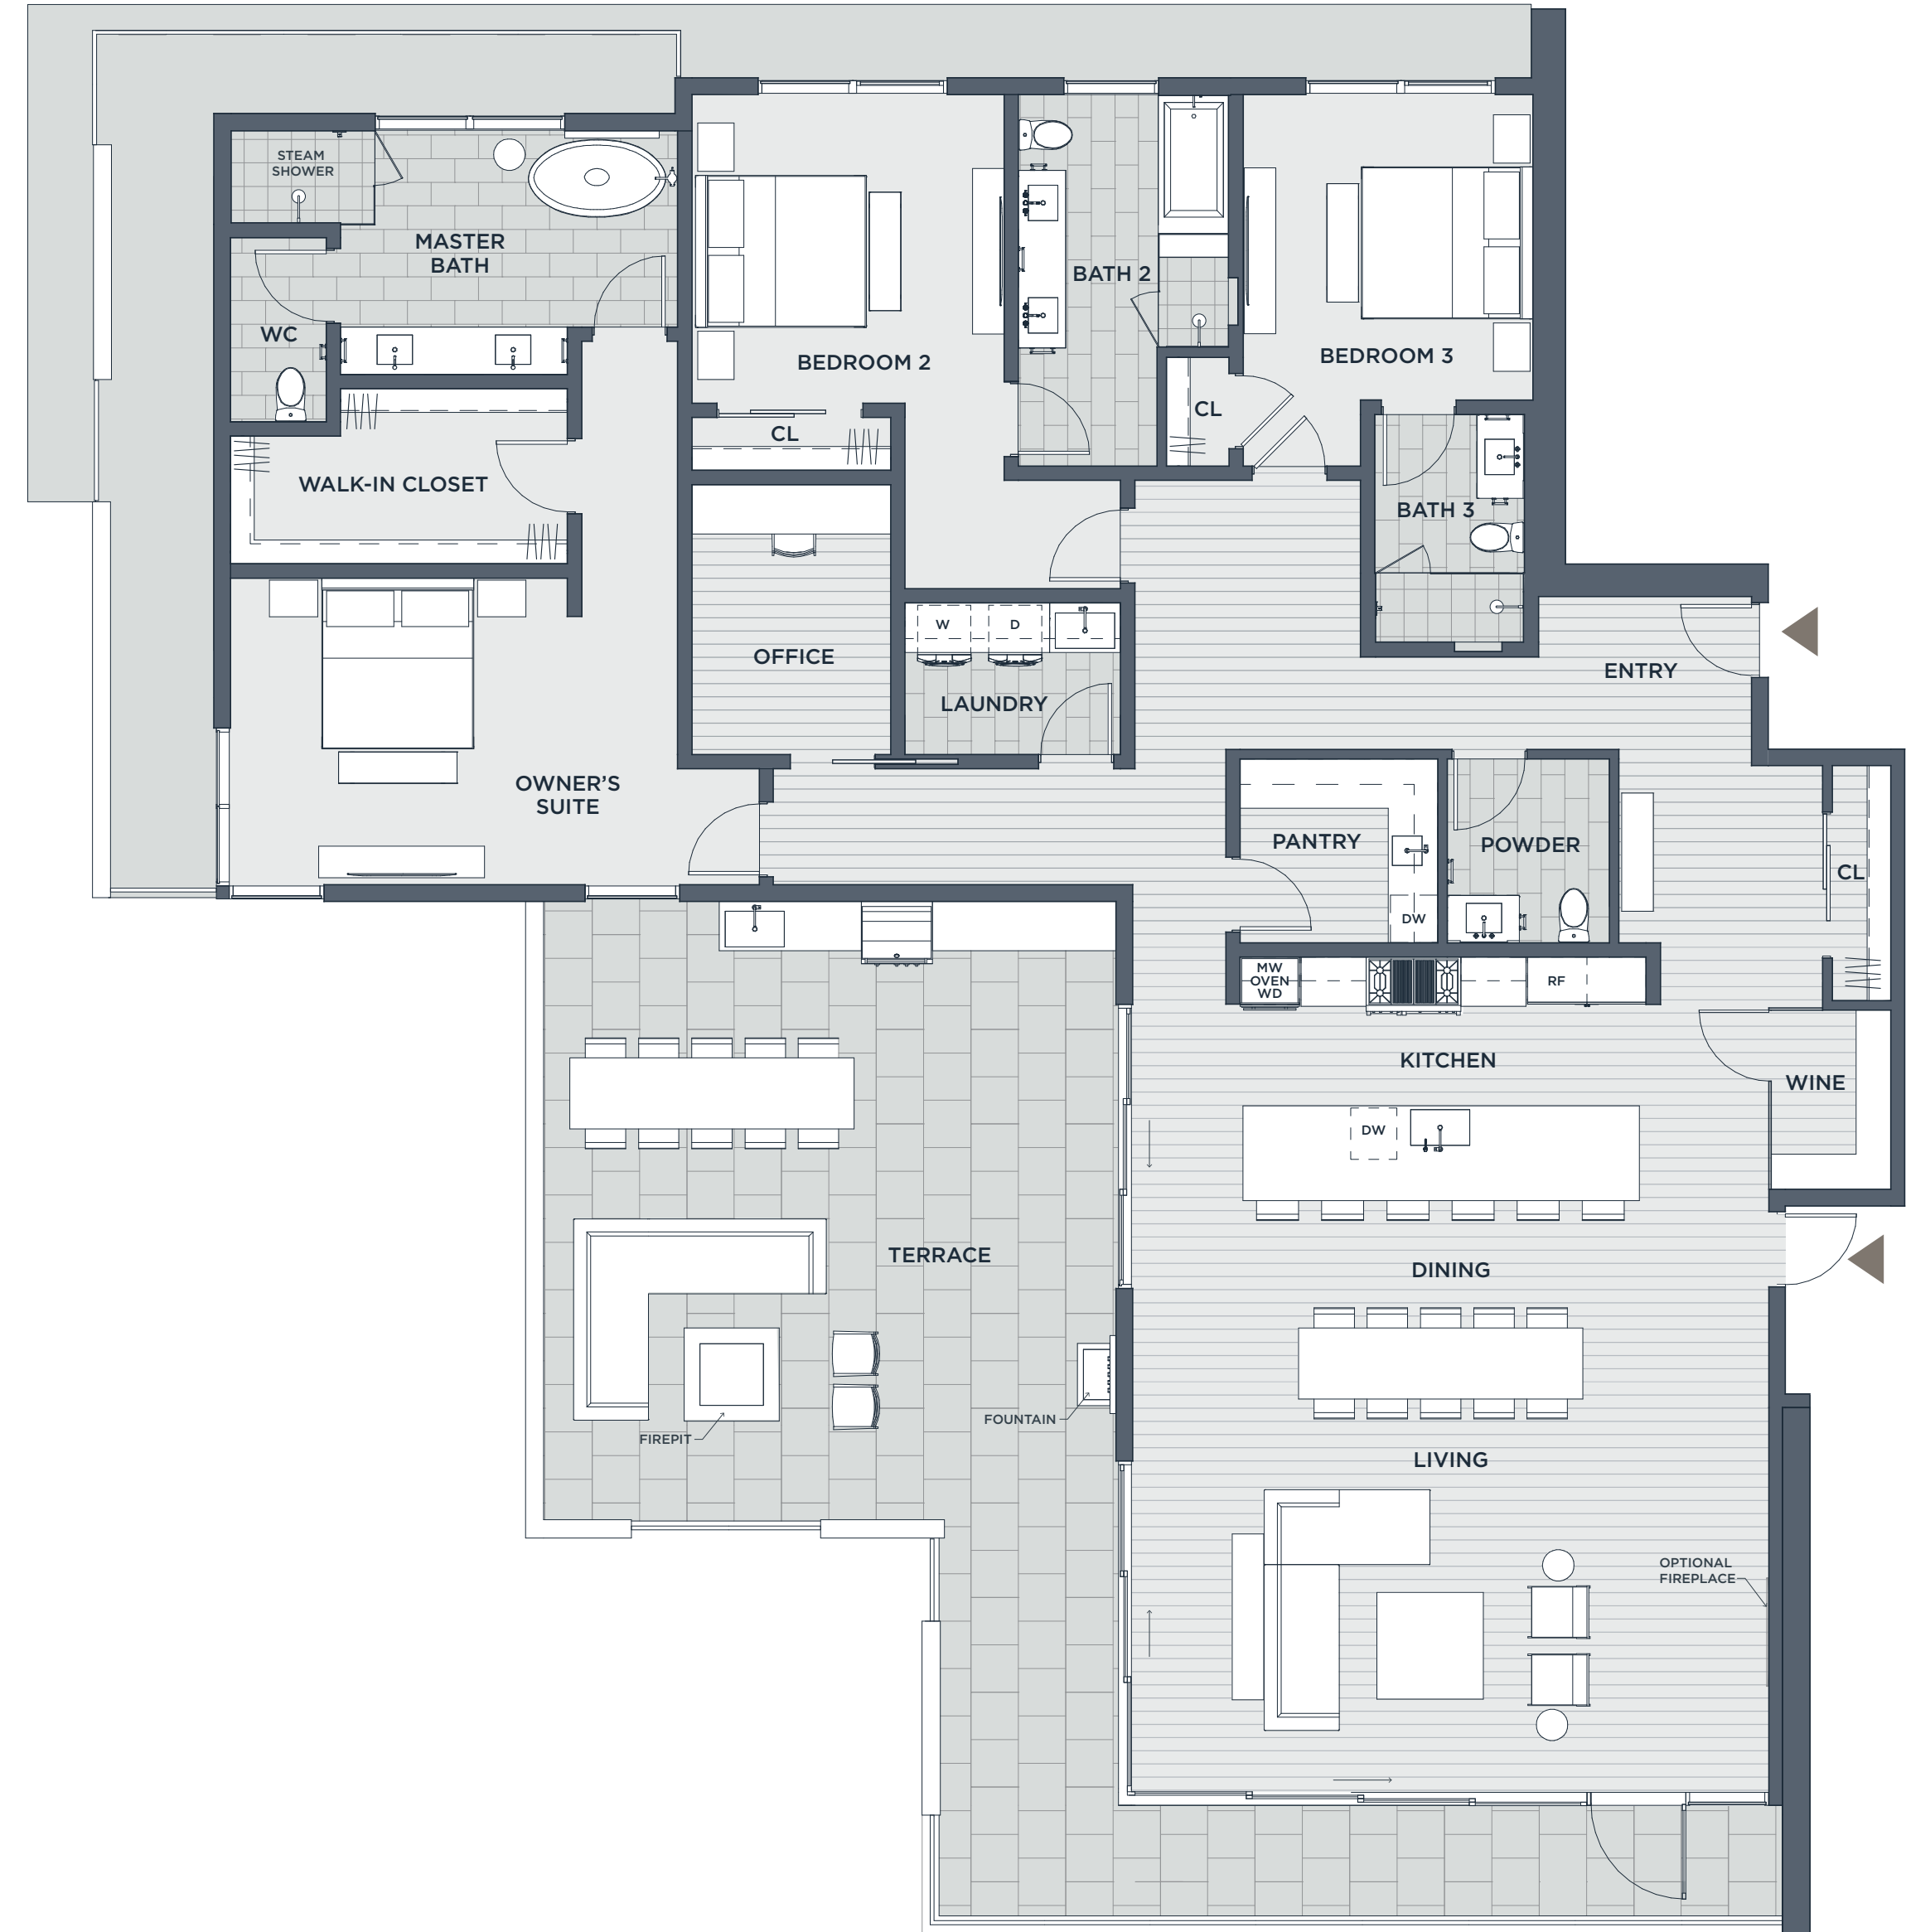 STEAM
SHOWER
MASTER
BATH
WC
WALK-IN CLOSET
OWNER'S
SUITE
BEDROOM 2
CL
OFFICE
W
D
LAUNDRY
BATH 2
CL
BEDROOM 3
BATH 3
ENTRY
PANTRY
DW
POWDER
CL
MW
OVEN
WD
RF
KITCHEN
WINE
DW
DINING
TERRACE
FOUNTAIN
FIREPIT
LIVING
OPTIONAL
FIREPLACE